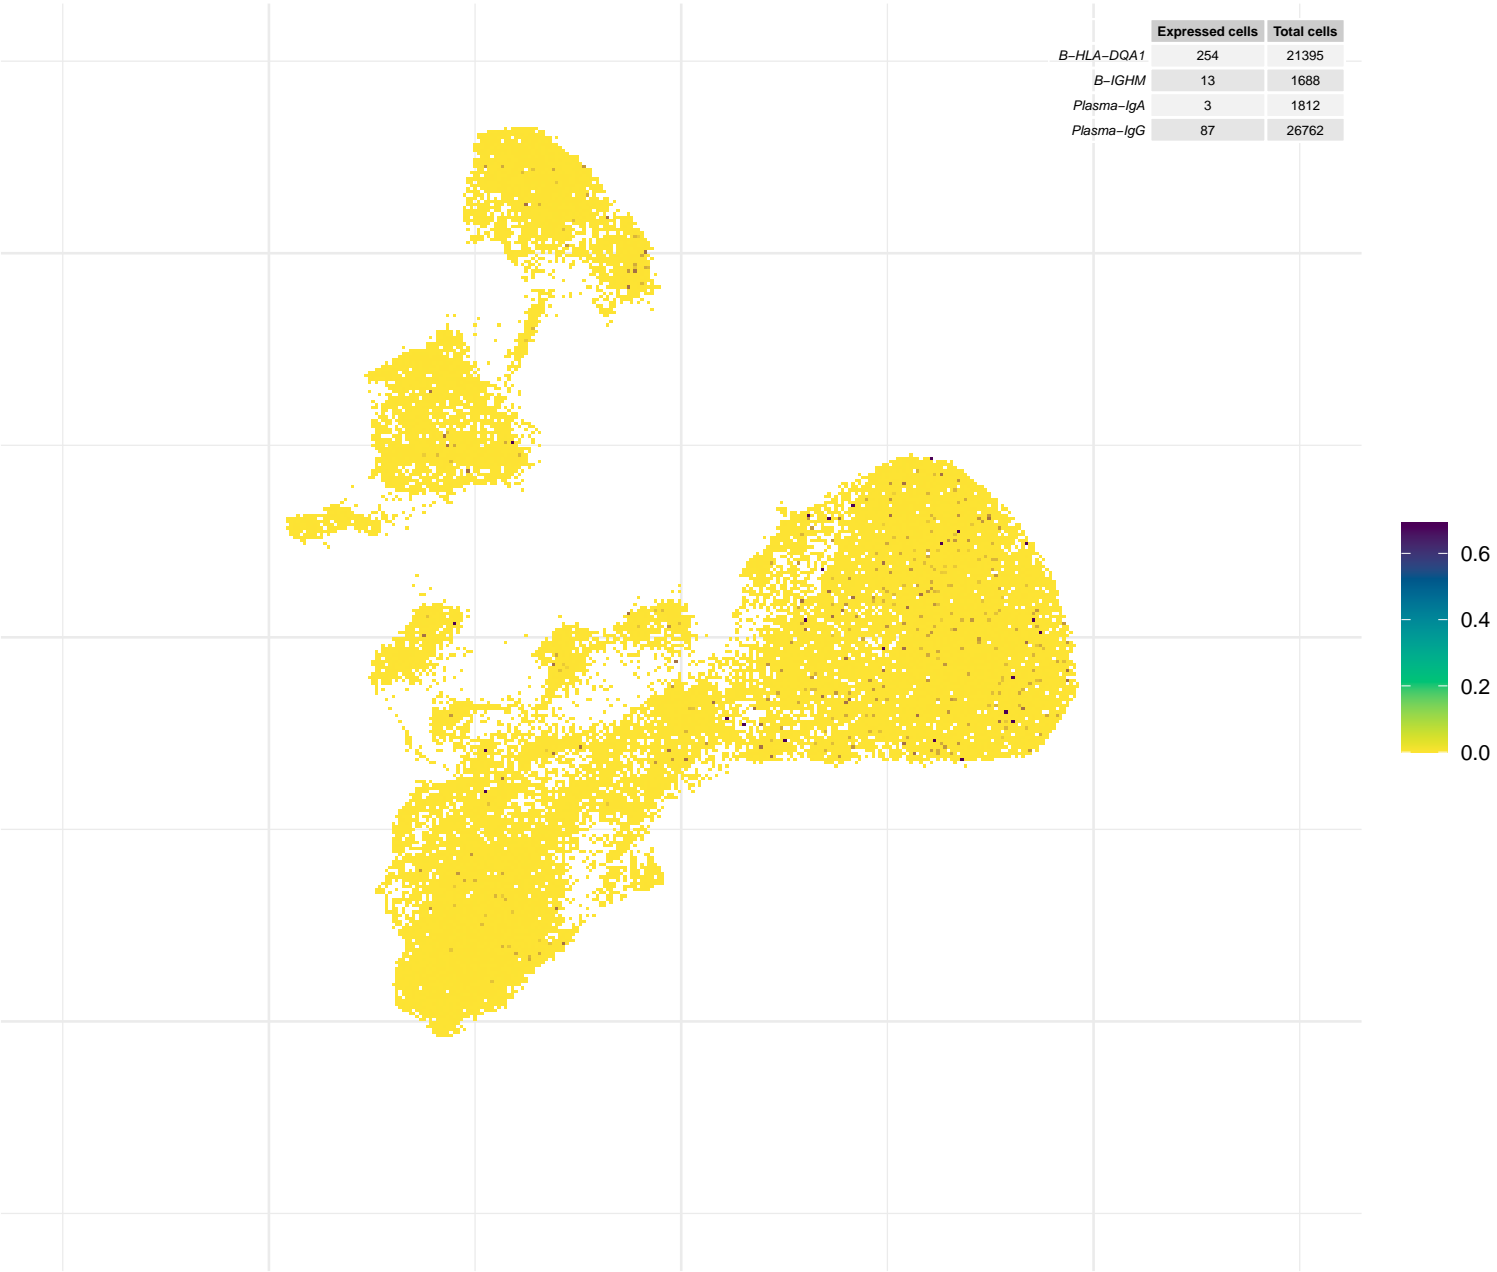 Expressed cells Total cells
B−HLA−DQA1 254 21395
B−IGHM 13 1688
Plasma−IgA 3 1812
Plasma−IgG 87 26762
0.6
0.4
0.2
0.0